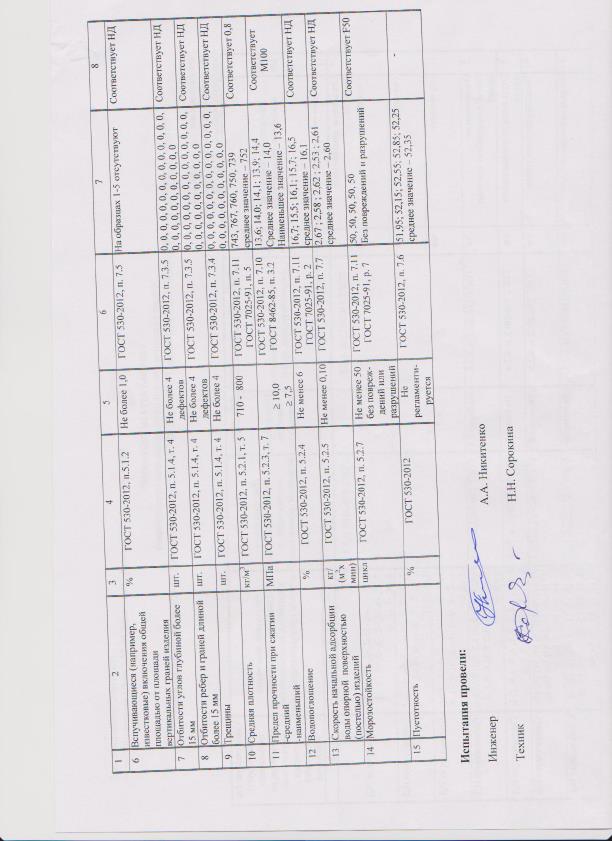 1 2 3 4 5 6 7 8
6 Вспучивающиеся (например, известковые) включения общей площадью от площади вертикальных граней изделия % ГОСТ 530-2012, п.5.1.2 Не более 1,0 ГОСТ 530-2012, п. 7.5 На образцах 1-5 отсутствуют Соответствует НД
7 Отбитости углов глубиной более 15 мм шт. ГОСТ 530-2012, п. 5.1.4, т. 4 Не более 4 дефектов ГОСТ 530-2012, п. 7.3.5 0, 0, 0, 0, 0, 0, 0, 0, 0, 0, 0, 0, 0, 0, 0, 0, 0, 0, 0, 0 Соответствует НД
8 Отбитости ребер и граней длиной более 15 мм шт. ГОСТ 530-2012, п. 5.1.4, т. 4 Не более 4 дефектов ГОСТ 530-2012, п. 7.3.5 0, 0, 0, 0, 0, 0, 0, 0, 0, 0, 0, 0, 0, 0, 0, 0, 0, 0, 0, 0 Соответствует НД
9 Трещины шт. ГОСТ 530-2012, п. 5.1.4, т. 4 Не более 4 ГОСТ 530-2012, п. 7.3.4 0, 0, 0, 0, 0, 0, 0, 0, 0, 0, 0, 0, 0, 0, 0, 0, 0, 0, 0, 0 Соответствует НД
10 Средняя плотность кг/м³ ГОСТ 530-2012, п. 5.2.1, т. 5 710 - 800 ГОСТ 530-2012, п. 7.11 ГОСТ 7025-91, п. 5 743, 767, 760, 750, 739 среднее значение – 752 Соответствует 0,8
11 Предел прочности при сжатии -средний -наименьший МПа ГОСТ 530-2012, п. 5.2.3, т. 7 ≥ 10,0 ≥ 7,5 ГОСТ 530-2012, п. 7.10 ГОСТ 8462-85, п. 3.2 13,6; 14,0; 14,1; 13,9; 14,4 Среднее значение – 14,0 Наименьшее значение – 13,6 Соответствует М100
12 Водопоглощение % ГОСТ 530-2012, п. 5.2.4 Не менее 6 ГОСТ 530-2012, п. 7.11 ГОСТ 7025-91, р. 2 16,7; 15,5; 16,1; 15,7; 16,5 среднее значение – 16,1 Соответствует НД
13 Скорость начальной адсорбции воды опорной поверхностью (постелью) изделий кг/ (м²х мин) ГОСТ 530-2012, п. 5.2.5 Не менее 0,10 ГОСТ 530-2012, п. 7.7 2,67 ; 2,58 ; 2,62 ; 2,53 ; 2,61 среднее значение – 2,60 Соответствует НД
14 Морозостойкость цикл ГОСТ 530-2012, п. 5.2.7 Не менее 50 без повреждений или разрушений ГОСТ 530-2012, п. 7.11 ГОСТ 7025-91, р. 7 50, 50, 50, 50, 50 Без повреждений и разрушений Соответствует F50
15 Пустотность % ГОСТ 530-2012 Не регламенти- руется ГОСТ 530-2012, п. 7.6 51,95; 52,15; 52,55; 52,85; 52,25 среднее значение – 52,35 -
Испытания провели:
Инженер А.А. Никитенко
Техник Н.Н. Сорокина